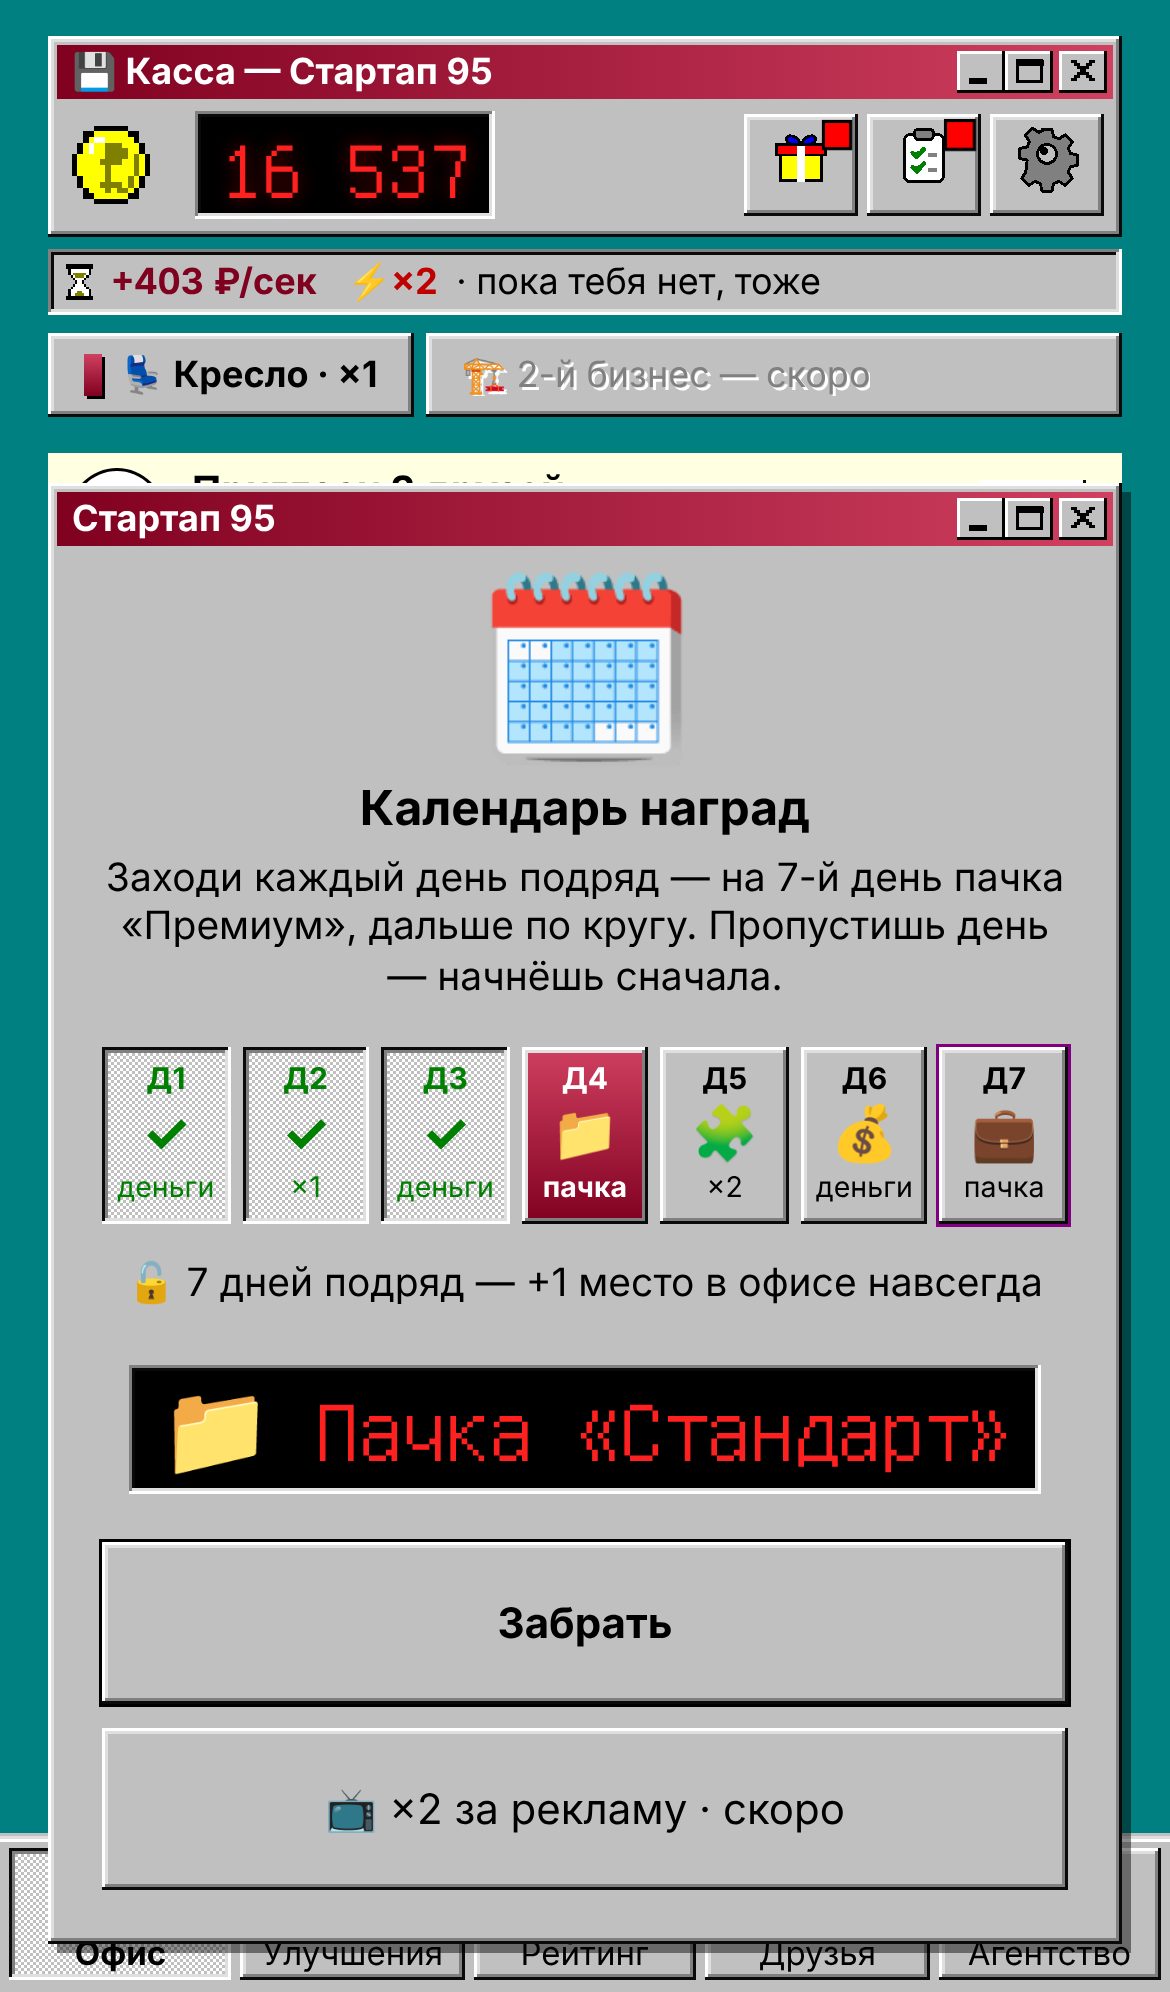 Касса — Стартап 95
16 537
+403 ₽/сек ⚡×2 · пока тебя нет, тоже
Кресло · ×1
2-й бизнес — скоро
Стартап 95
Календарь наград
Заходи каждый день подряд — на 7-й день пачка
«Премиум», дальше по кругу. Пропустишь день
— начнёшь сначала.
Д1 Д2 Д3 Д4 Д5 Д6 Д7
деньги ×1 деньги пачка ×2 деньги пачка
7 дней подряд — +1 место в офисе навсегда
Пачка «Стандарт»
Забрать
×2 за рекламу · скоро
Офис Улучшения Рейтинг Друзья Агентство